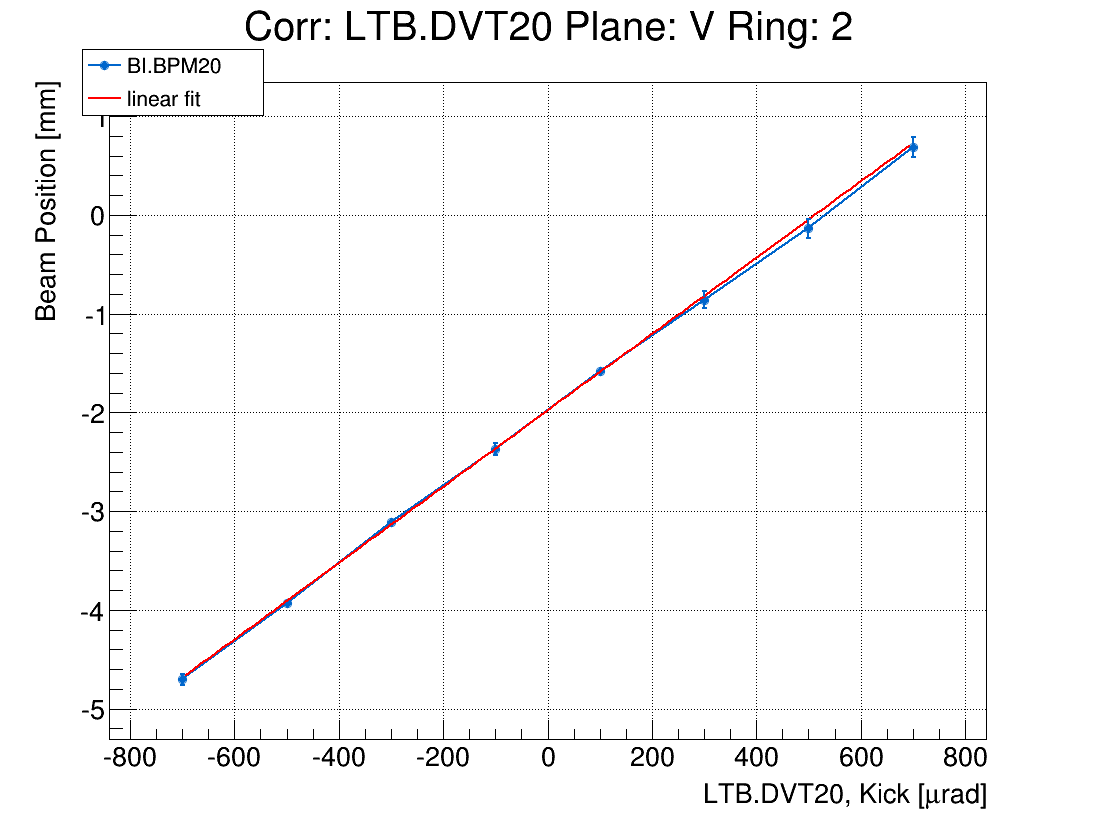 Corr: LTB.DVT20 Plane: V Ring: 2
BI.BPM20
linear fit
Beam Position [mm]
1
0
-1
-2
-3
-4
-5
-800 -600 -400 -200 0 200 400 600 800
LTB.DVT20, Kick [μrad]